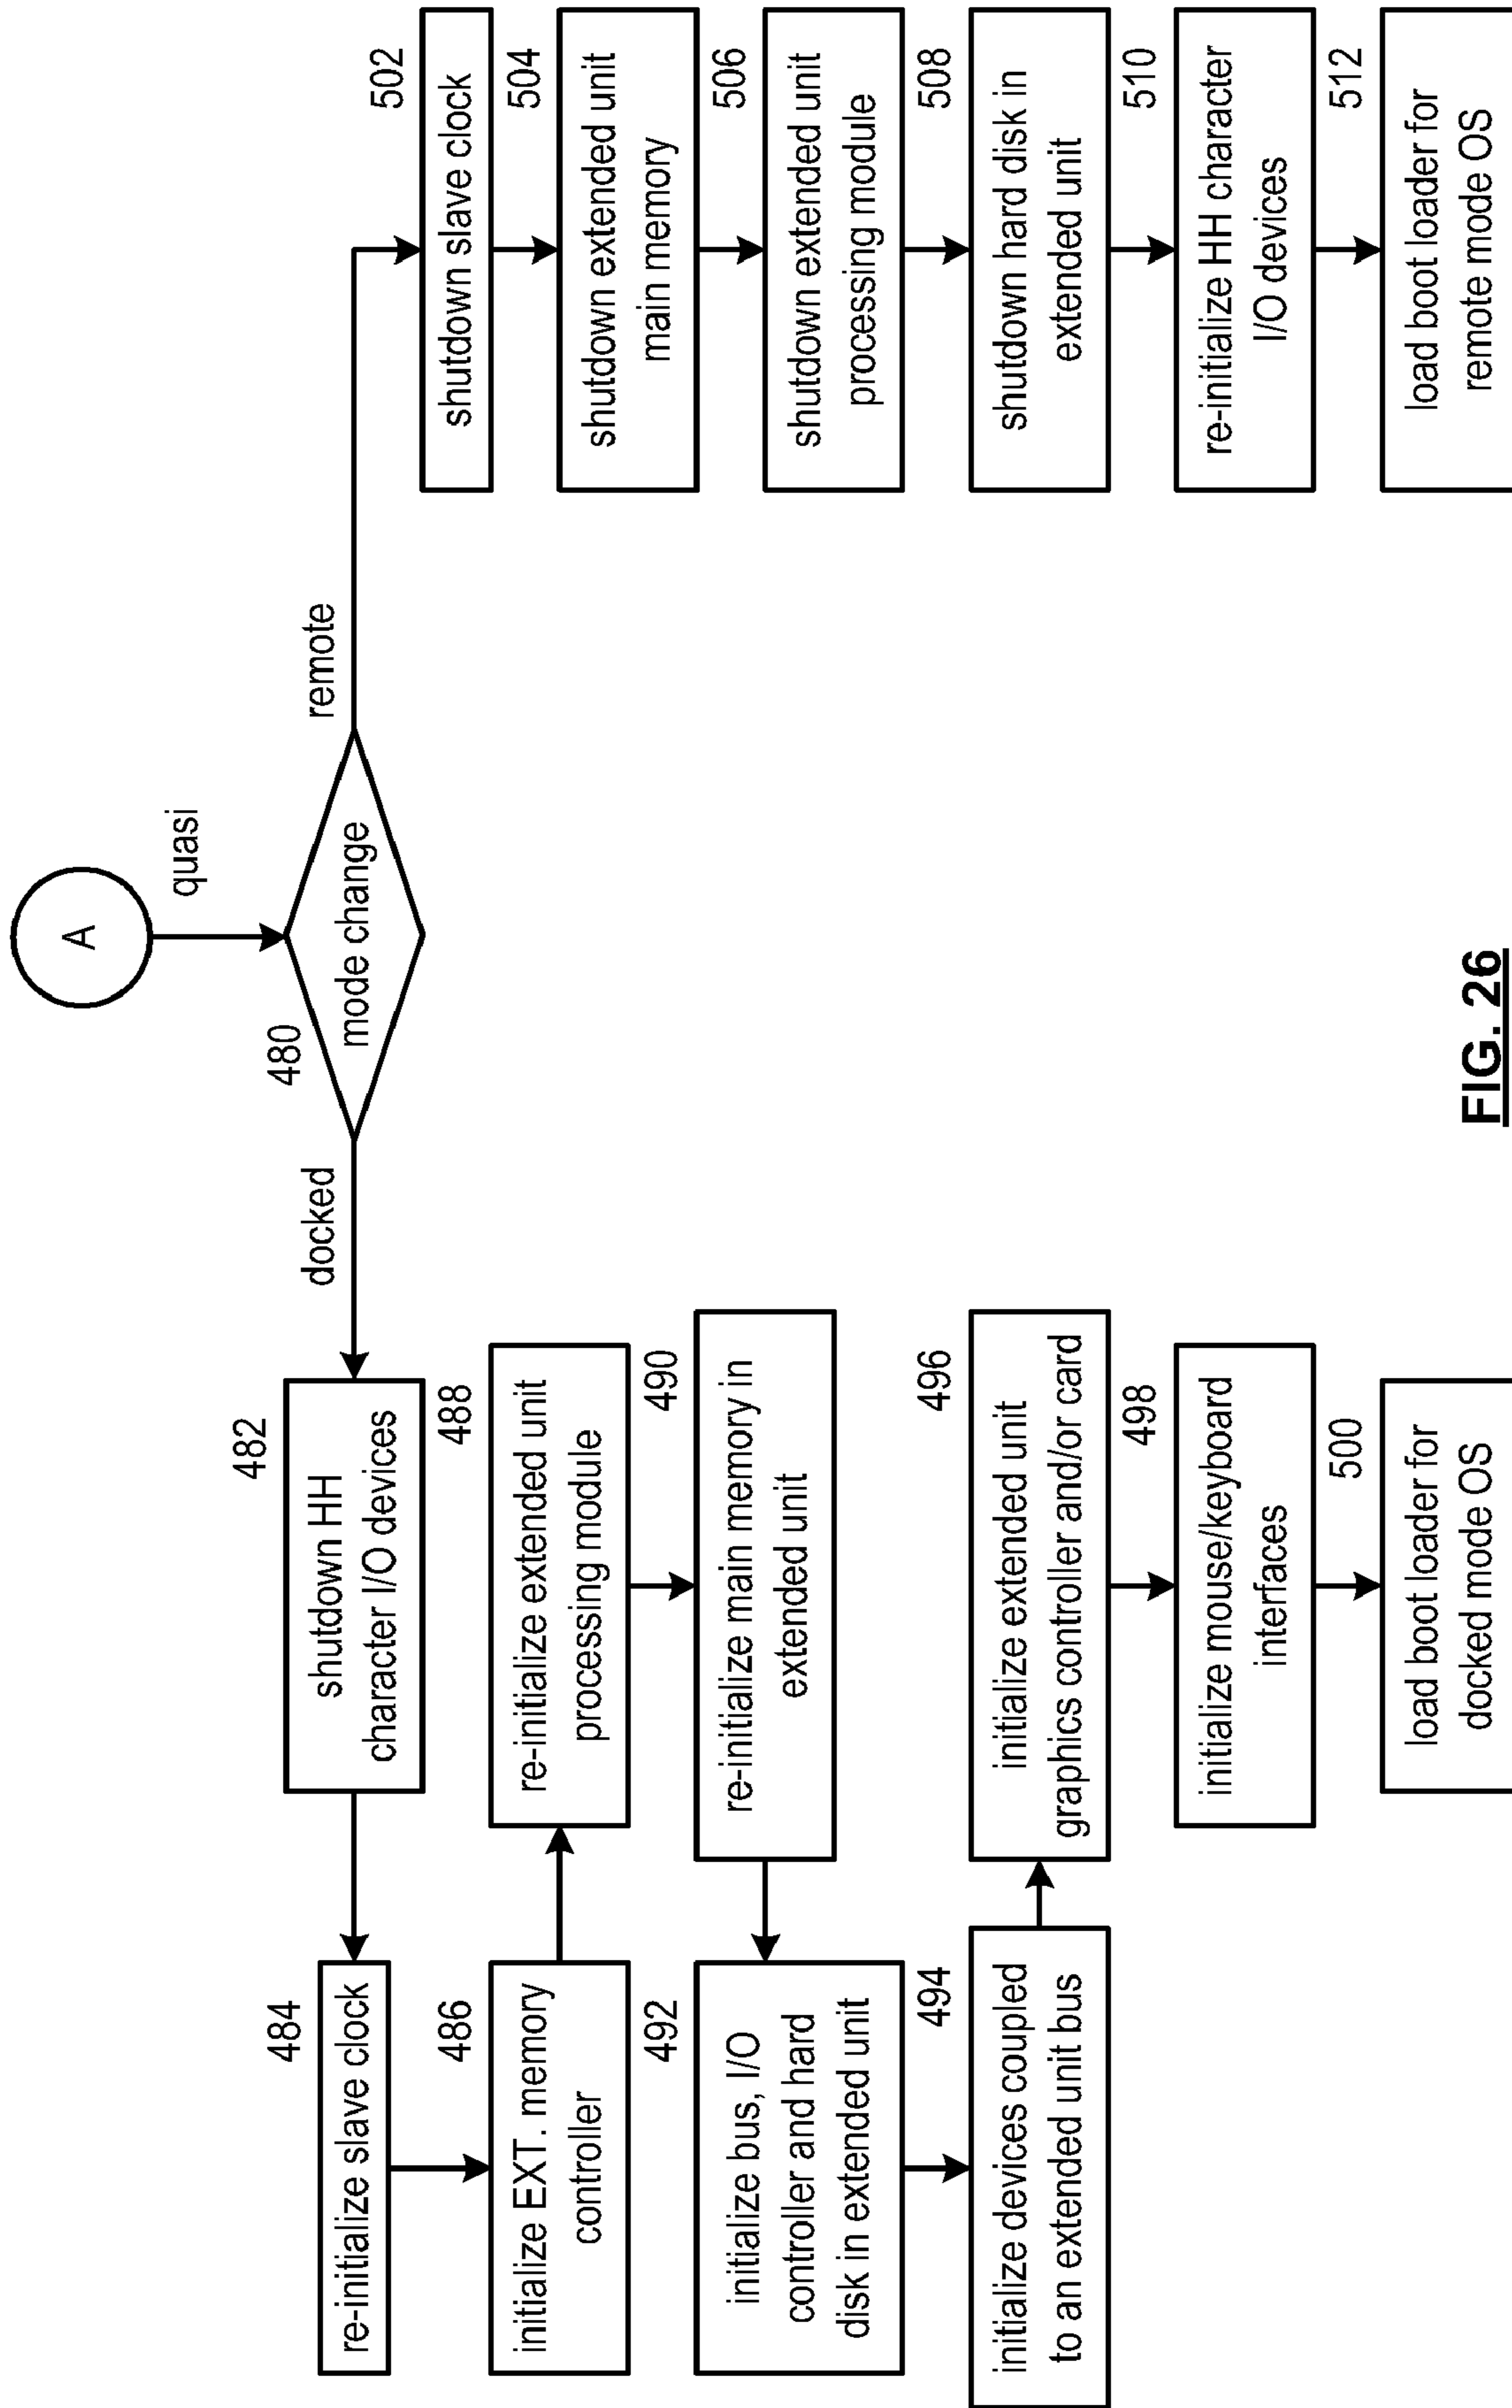 A
quasi
480
mode change
docked
remote
482
shutdown HH
character I/O devices
484
re-initialize slave clock
486
initialize EXT. memory
controller
488
re-initialize extended unit
processing module
490
re-initialize main memory in
extended unit
492
initialize bus, I/O
controller and hard
disk in extended unit
494
initialize devices coupled
to an extended unit bus
496
initialize extended unit
graphics controller and/or card
498
initialize mouse/keyboard
interfaces
500
load boot loader for
docked mode OS
502
shutdown slave clock
504
shutdown extended unit
main memory
506
shutdown extended unit
processing module
508
shutdown hard disk in
extended unit
510
re-initialize HH character
I/O devices
512
load boot loader for
remote mode OS
FIG. 26